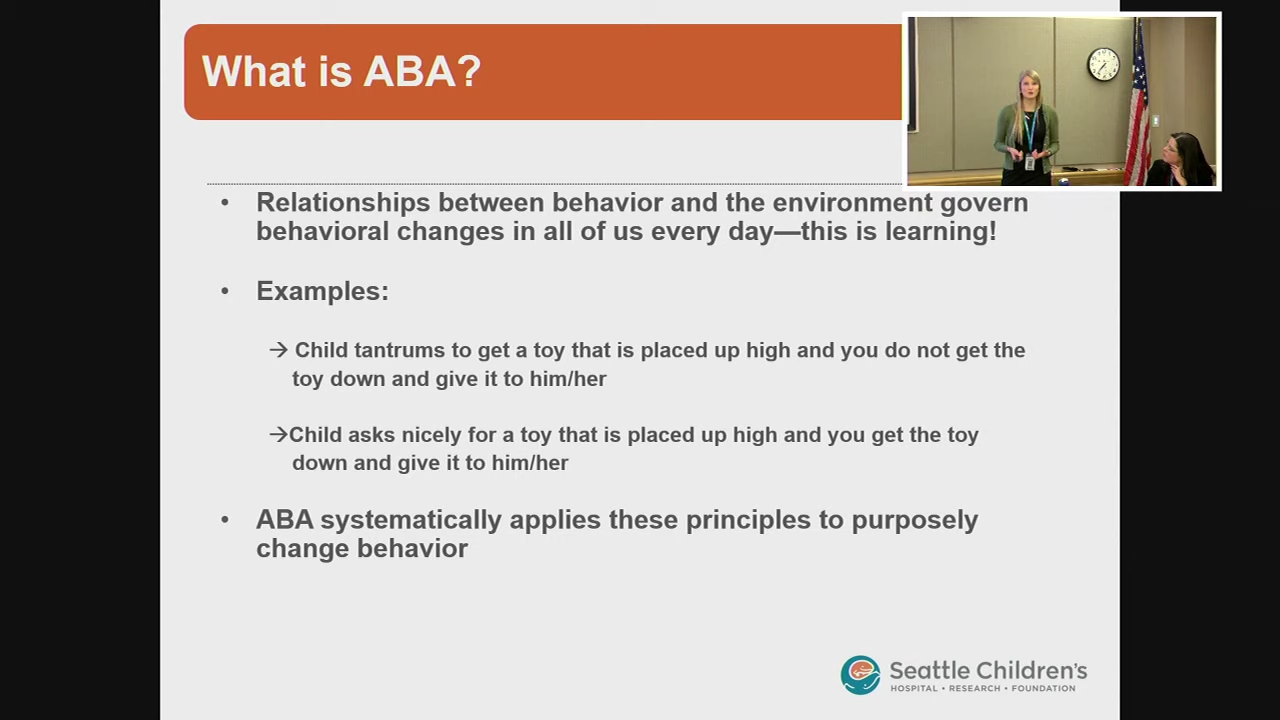 What is ABA?
• Relationships between behavior and the environment govern
behavioral changes in all of us every day—this is learning!
• Examples:
→ Child tantrums to get a toy that is placed up high and you do not get the
toy down and give it to him/her
→Child asks nicely for a toy that is placed up high and you get the toy
down and give it to him/her
• ABA systematically applies these principles to purposely
change behavior
Seattle Children's
HOSPITAL • RESEARCH • FOUNDATION